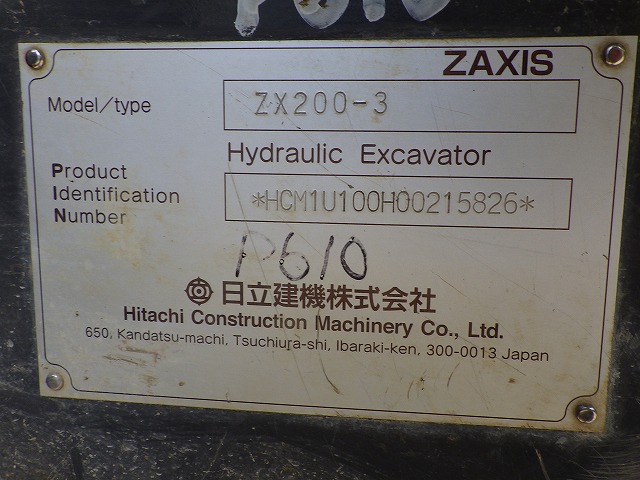 ZAXIS
Model/type ZX200-3
Hydraulic Excavator
Product
Identification
Number
*HCM1U100H00215826*
P610
日立建機株式会社
Hitachi Construction Machinery Co., Ltd.
650, Kandatsu-machi, Tsuchiura-shi, Ibaraki-ken, 300-0013 Japan